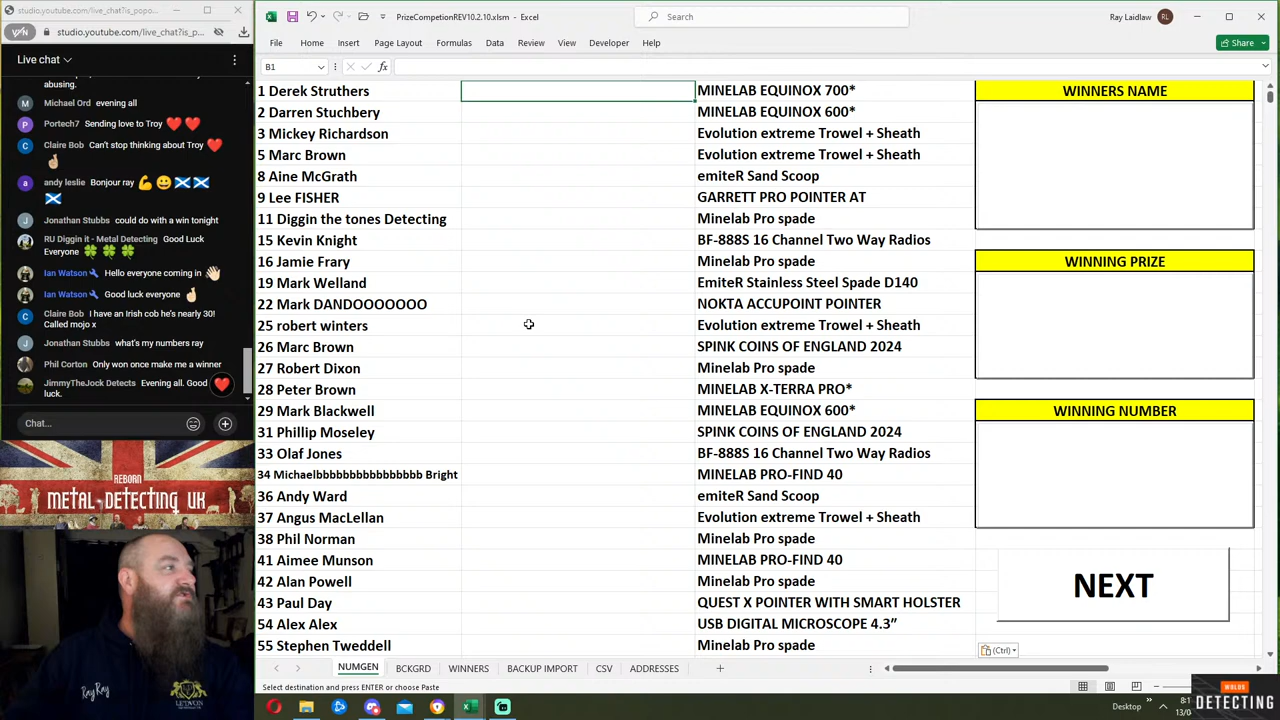 studio.youtube.com/live_chat?is_popo...
studio.youtube.com/live_chat?is_p...
Live chat
abusing.
Michael Ord evening all
Portech7 Sending love to Troy ❤️ ❤️
Claire Bob Can't stop thinking about Troy ❤️
🤞
andy leslie Bonjour ray 💪 😀 🏴󠁧󠁢󠁳󠁣󠁴󠁿 🏴󠁧󠁢󠁳󠁣󠁴󠁿
🏴󠁧󠁢󠁳󠁣󠁴󠁿
Jonathan Stubbs could do with a win tonight
RU Diggin it - Metal Detecting Good Luck
Everyone 🍀 🍀 🍀
Ian Watson Hello everyone coming in 👋
Ian Watson Good luck everyone 🤞
Claire Bob I have an Irish cob he's nearly 30!
Called mojo x
Jonathan Stubbs what's my numbers ray
Phil Corton Only won once make me a winner
JimmyTheJock Detects Evening all. Good
luck.
Chat...
REBORN
METAL DETECTING UK
RayRay
PrizeCompetionREV10.2.10.xlsm - Excel
Search
Ray Laidlaw RL
File Home Insert Page Layout Formulas Data Review View Developer Help
Share
B1
fx
1 Derek Struthers MINELAB EQUINOX 700*
2 Darren Stuchbery MINELAB EQUINOX 600*
3 Mickey Richardson Evolution extreme Trowel + Sheath
5 Marc Brown Evolution extreme Trowel + Sheath
8 Aine McGrath emiteR Sand Scoop
9 Lee FISHER GARRETT PRO POINTER AT
11 Diggin the tones Detecting Minelab Pro spade
15 Kevin Knight BF-888S 16 Channel Two Way Radios
16 Jamie Frary Minelab Pro spade
19 Mark Welland EmiteR Stainless Steel Spade D140
22 Mark DANDOOOOOOO NOKTA ACCUPOINT POINTER
25 robert winters Evolution extreme Trowel + Sheath
26 Marc Brown SPINK COINS OF ENGLAND 2024
27 Robert Dixon Minelab Pro spade
28 Peter Brown MINELAB X-TERRA PRO*
29 Mark Blackwell MINELAB EQUINOX 600*
31 Phillip Moseley SPINK COINS OF ENGLAND 2024
33 Olaf Jones BF-888S 16 Channel Two Way Radios
34 Michaelbbbbbbbbbbbbbbbbb Bright MINELAB PRO-FIND 40
36 Andy Ward emiteR Sand Scoop
37 Angus MacLellan Evolution extreme Trowel + Sheath
38 Phil Norman Minelab Pro spade
41 Aimee Munson MINELAB PRO-FIND 40
42 Alan Powell Minelab Pro spade
43 Paul Day QUEST X POINTER WITH SMART HOLSTER
54 Alex Alex USB DIGITAL MICROSCOPE 4.3”
55 Stephen Tweddell Minelab Pro spade
WINNERS NAME
WINNING PRIZE
WINNING NUMBER
NEXT
(Ctrl)
NUMGEN BCKGRD WINNERS BACKUP IMPORT CSV ADDRESSES
Select destination and press ENTER or choose Paste
Desktop
DETECTING